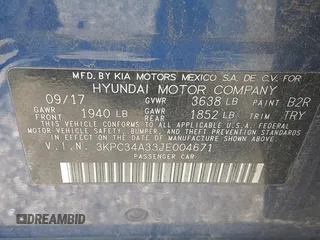 MFD. BY KIA MOTORS MEXICO S.A. DE C.V. FOR
HYUNDAI MOTOR COMPANY
09/17 GVWR 3638 LB PAINT B2R
GAWR FRONT 1940 LB GAWR REAR 1852 LB TRIM TRY
THIS VEHICLE CONFORMS TO ALL APPLICABLE FEDERAL MOTOR VEHICLE
SAFETY, BUMPER, AND THEFT PREVENTION STANDARDS IN EFFECT ON
THE DATE OF MANUFACTURE SHOWN ABOVE.
V.I.N. 3KPC34A33JE004671
PASSENGER CAR
DREAMBID